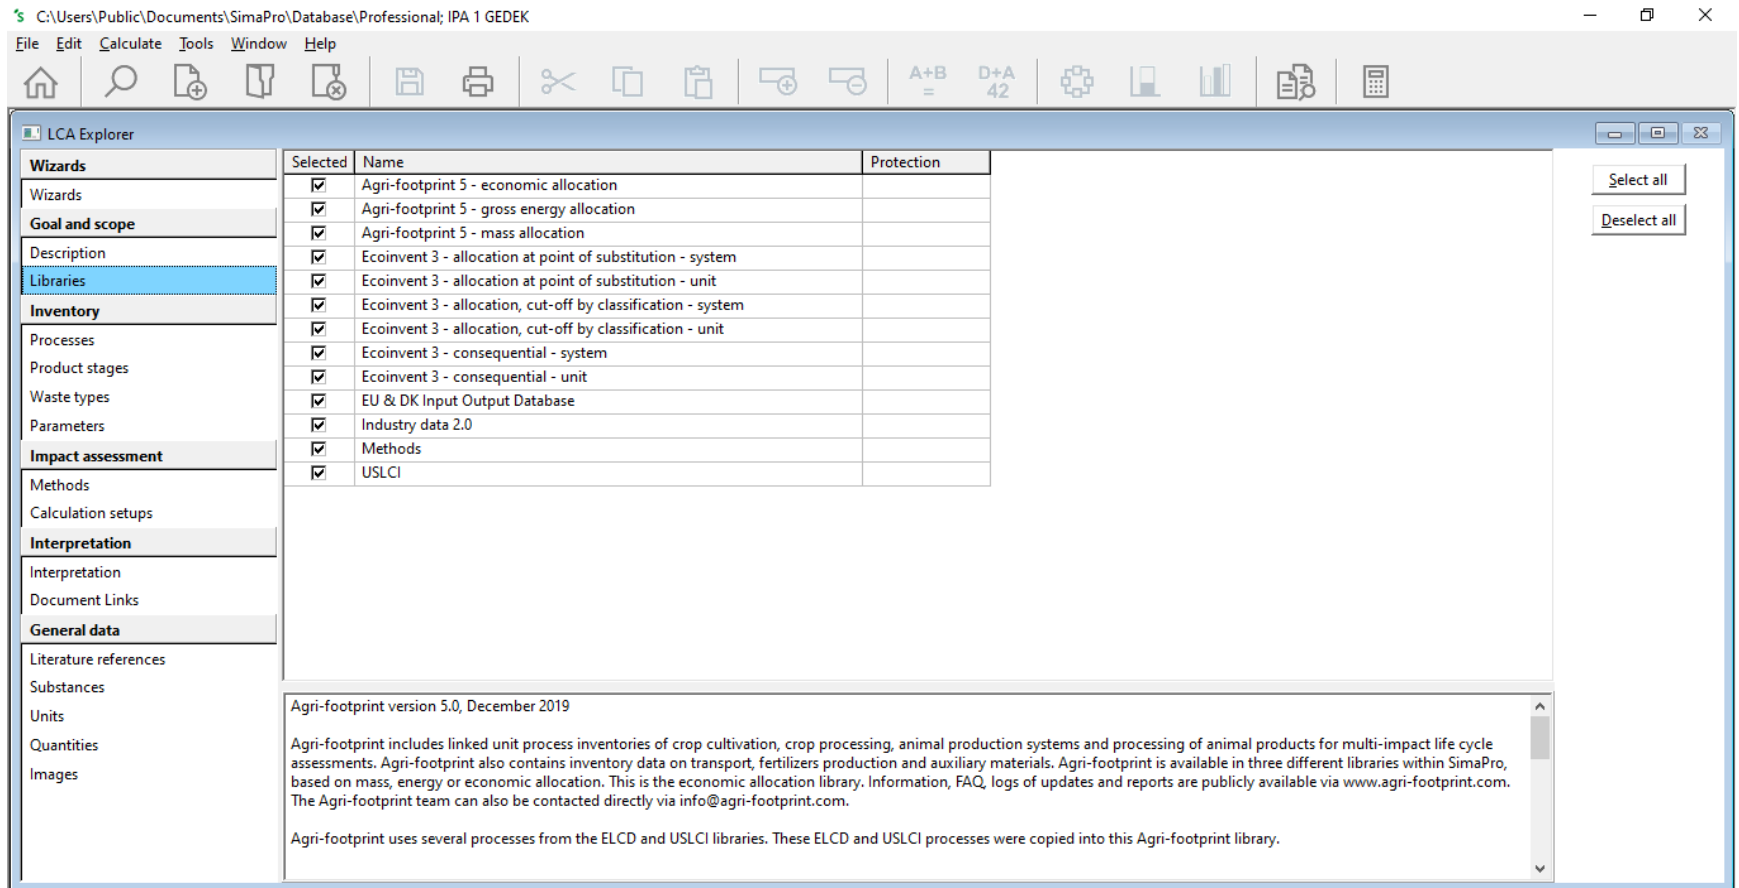 C:\Users\Public\Documents\SimaPro\Database\Professional; IPA 1 GEDEK
File Edit Calculate Tools Window Help
A+B
=
D+A
42
LCA Explorer
Wizards
Wizards
Goal and scope
Description
Libraries
Inventory
Processes
Product stages
Waste types
Parameters
Impact assessment
Methods
Calculation setups
Interpretation
Interpretation
Document Links
General data
Literature references
Substances
Units
Quantities
Images
Selected Name Protection
Agri-footprint 5 - economic allocation
Agri-footprint 5 - gross energy allocation
Agri-footprint 5 - mass allocation
Ecoinvent 3 - allocation at point of substitution - system
Ecoinvent 3 - allocation at point of substitution - unit
Ecoinvent 3 - allocation, cut-off by classification - system
Ecoinvent 3 - allocation, cut-off by classification - unit
Ecoinvent 3 - consequential - system
Ecoinvent 3 - consequential - unit
EU & DK Input Output Database
Industry data 2.0
Methods
USLCI
Select all
Deselect all
Agri-footprint version 5.0, December 2019
Agri-footprint includes linked unit process inventories of crop cultivation, crop processing, animal production systems and processing of animal products for multi-impact life cycle
assessments. Agri-footprint also contains inventory data on transport, fertilizers production and auxiliary materials. Agri-footprint is available in three different libraries within SimaPro,
based on mass, energy or economic allocation. This is the economic allocation library. Information, FAQ, logs of updates and reports are publicly available via www.agri-footprint.com.
The Agri-footprint team can also be contacted directly via info@agri-footprint.com.
Agri-footprint uses several processes from the ELCD and USLCI libraries. These ELCD and USLCI processes were copied into this Agri-footprint library.